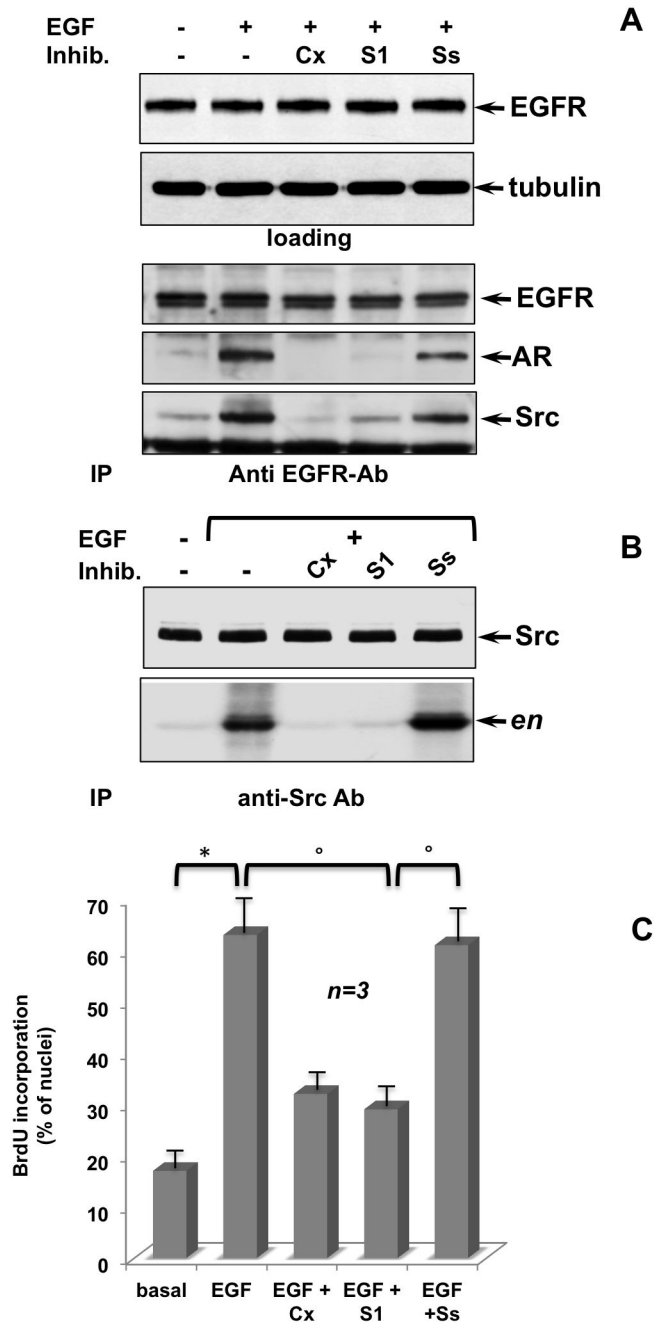 A
EGF - + + + +
Inhib. - - Cx S1 Ss
EGFR
tubulin
loading
EGFR
AR
Src
IP Anti EGFR-Ab
B
EGF - +
Inhib. - - Cx S1 Ss
Src
en
IP anti-Src Ab
C
* ° °
70
60
50
40
30
20
10
0
BrdU incorporation
(% of nuclei)
n=3
basal EGF EGF + EGF + EGF
Cx S1 +Ss